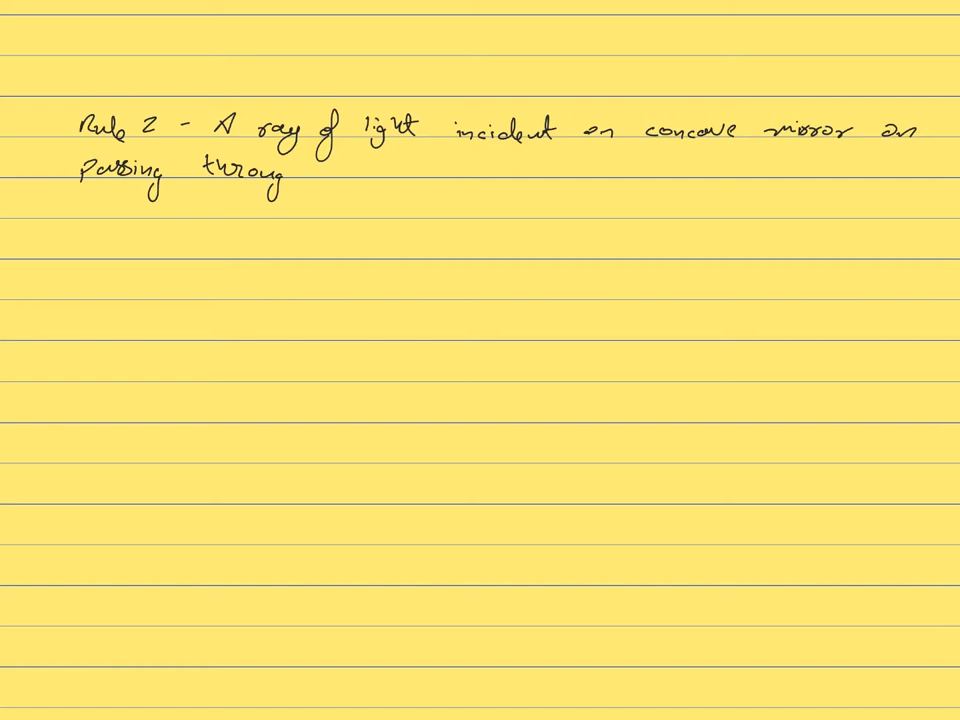 Rule 2 - A ray of light incident on concave mirror on
Passing throug